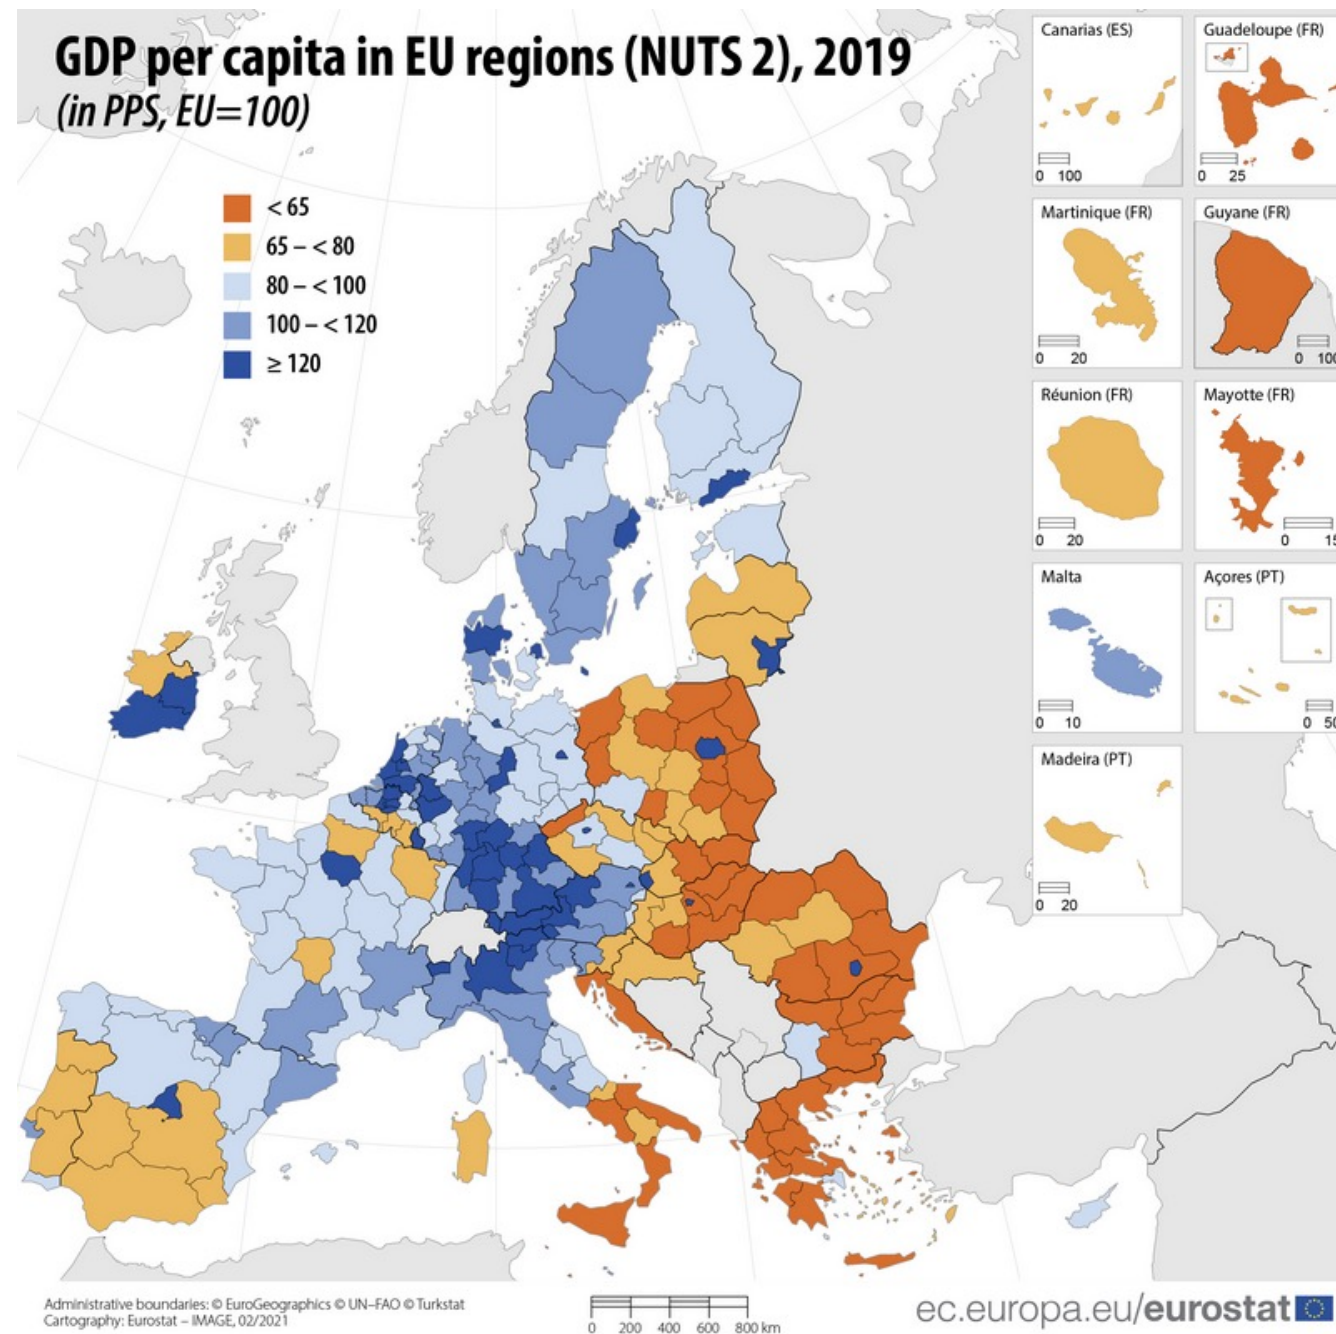 GDP per capita in EU regions (NUTS 2), 2019
(in PPS, EU=100)
< 65
65 – < 80
80 – < 100
100 – < 120
≥ 120
Canarias (ES)
0 100
Guadeloupe (FR)
0 25
Martinique (FR)
0 20
Guyane (FR)
0 100
Réunion (FR)
0 20
Mayotte (FR)
0 15
Malta
0 10
Açores (PT)
0 50
Madeira (PT)
0 20
Administrative boundaries: © EuroGeographics © UN–FAO © Turkstat
Cartography: Eurostat – IMAGE, 02/2021
0 200 400 600 800 km
ec.europa.eu/eurostat